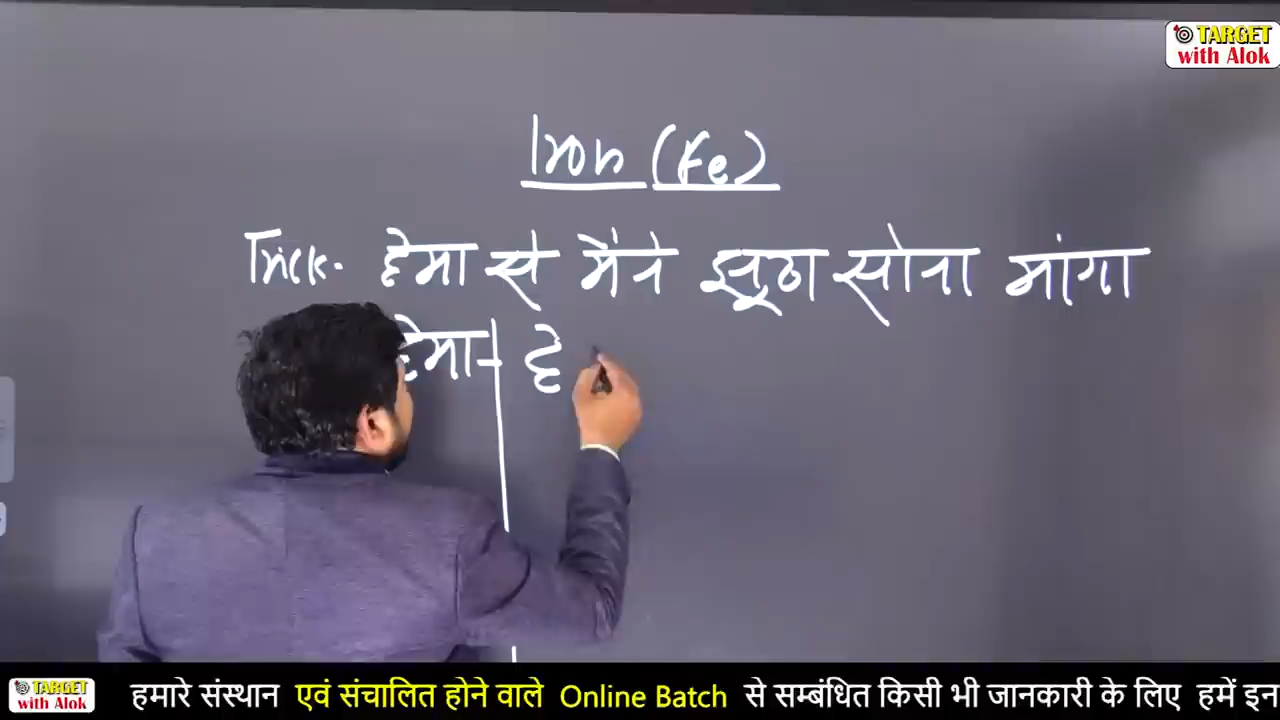 TARGET
with Alok
Iron (Fe)
Trick- हेमा से मैने झूठा सोना मांगा
हेमा- हे
TARGET
with Alok
हमारे संस्थान एवं संचालित होने वाले Online Batch से सम्बंधित किसी भी जानकारी के लिए हमें इन